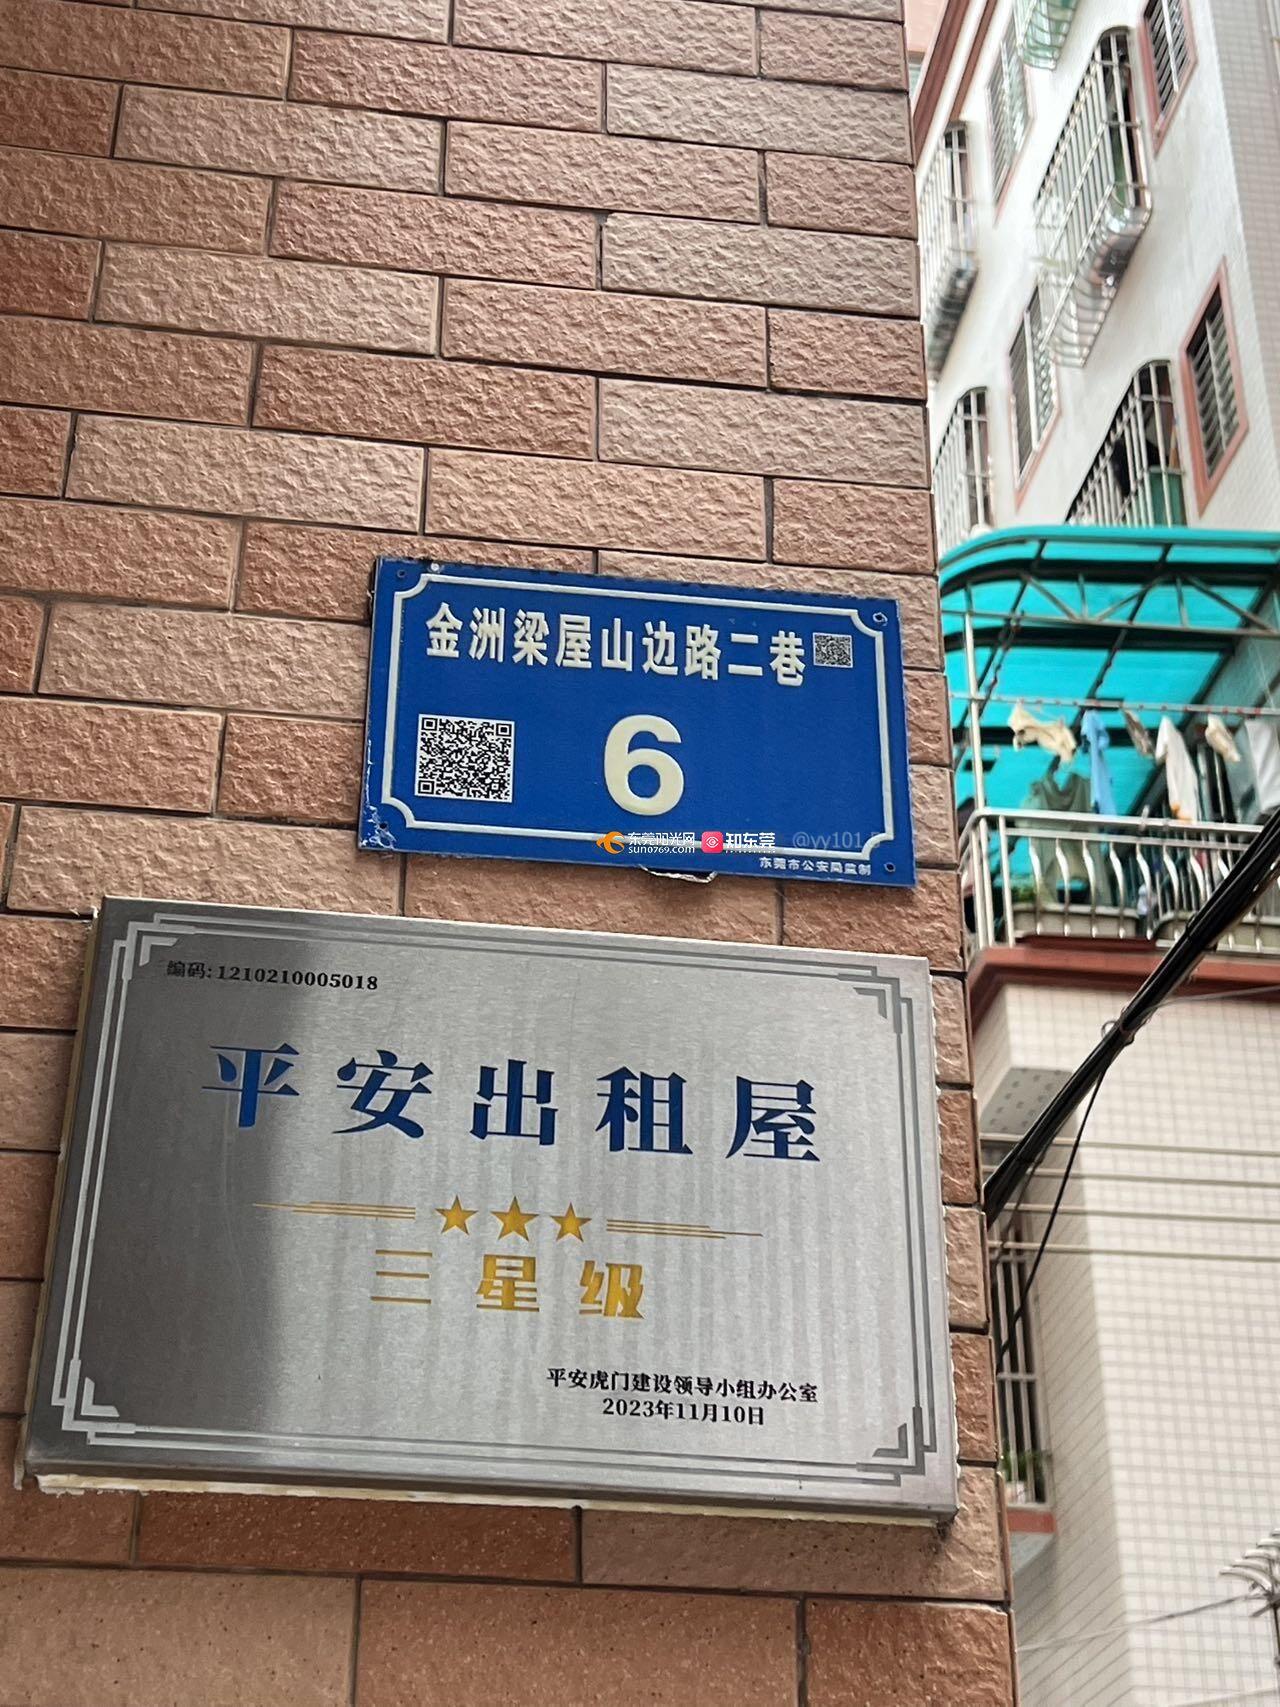 金洲梁屋山边路二巷
6
东莞阳光网
sun0769.com
知东莞
@yy101
东莞市公安局监制
编码:1210210005018
平安出租屋
三星级
平安虎门建设领导小组办公室
2023年11月10日